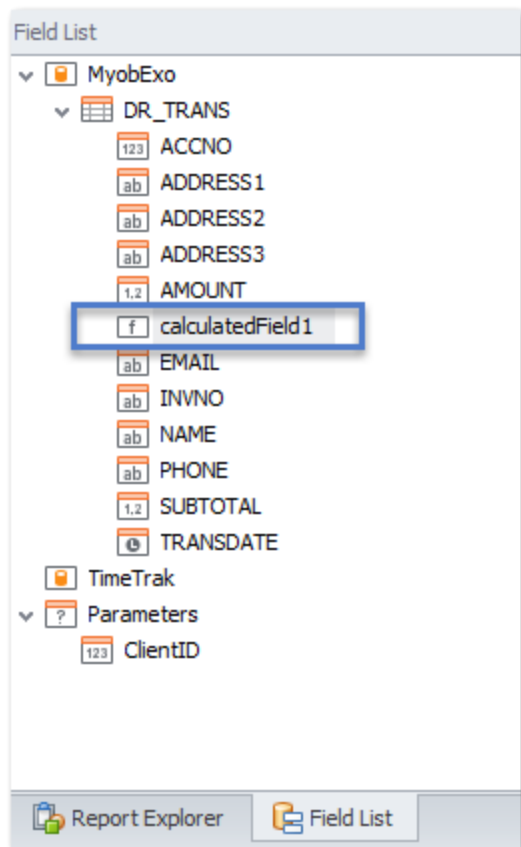 Field List
MyobExo
DR_TRANS
123 ACCNO
ab ADDRESS1
ab ADDRESS2
ab ADDRESS3
1,2 AMOUNT
f calculatedField1
ab EMAIL
ab INVNO
ab NAME
ab PHONE
1,2 SUBTOTAL
TRANSDATE
TimeTrak
? Parameters
123 ClientID
Report Explorer Field List